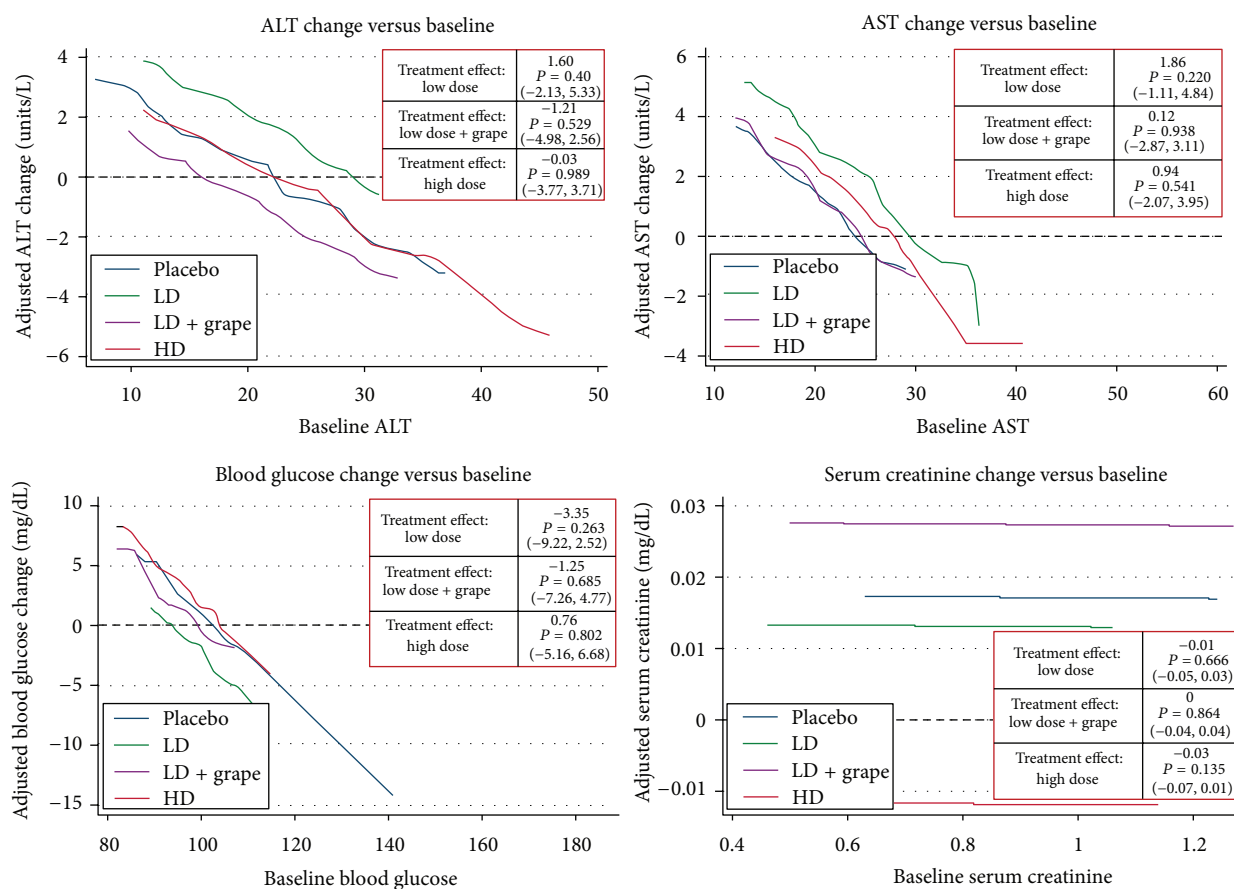 ALT change versus baseline
Adjusted ALT change (units/L)
4
2
0
−2
−4
−6
Treatment effect:
low dose
1.60
P = 0.40
(−2.13, 5.33)
Treatment effect:
low dose + grape
−1.21
P = 0.529
(−4.98, 2.56)
Treatment effect:
high dose
−0.03
P = 0.989
(−3.77, 3.71)
Placebo
LD
LD + grape
HD
10 20 30 40 50
Baseline ALT
AST change versus baseline
Adjusted AST change (units/L)
6
4
2
0
−2
−4
Treatment effect:
low dose
1.86
P = 0.220
(−1.11, 4.84)
Treatment effect:
low dose + grape
0.12
P = 0.938
(−2.87, 3.11)
Treatment effect:
high dose
0.94
P = 0.541
(−2.07, 3.95)
Placebo
LD
LD + grape
HD
10 20 30 40 50 60
Baseline AST
Blood glucose change versus baseline
Adjusted blood glucose change (mg/dL)
10
5
0
−5
−10
−15
Treatment effect:
low dose
−3.35
P = 0.263
(−9.22, 2.52)
Treatment effect:
low dose + grape
−1.25
P = 0.685
(−7.26, 4.77)
Treatment effect:
high dose
0.76
P = 0.802
(−5.16, 6.68)
Placebo
LD
LD + grape
HD
80 100 120 140 160 180
Baseline blood glucose
Serum creatinine change versus baseline
Adjusted serum creatinine (mg/dL)
0.03
0.02
0.01
0
−0.01
Treatment effect:
low dose
−0.01
P = 0.666
(−0.05, 0.03)
Treatment effect:
low dose + grape
0
P = 0.864
(−0.04, 0.04)
Treatment effect:
high dose
−0.03
P = 0.135
(−0.07, 0.01)
Placebo
LD
LD + grape
HD
0.4 0.6 0.8 1 1.2
Baseline serum creatinine